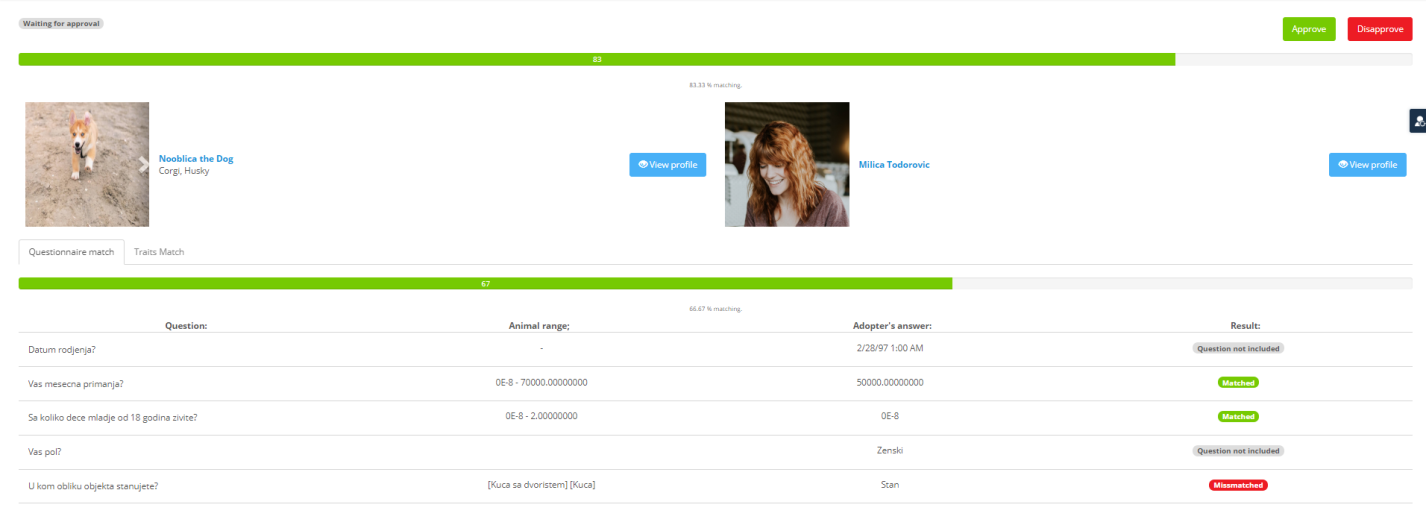 Waiting for approval
Approve Disapprove
83
83.33 % matching.
Nooblica the Dog
Corgi, Husky
View profile
Milica Todorovic
View profile
Questionnaire match Traits Match
67
66.67 % matching.
Question: Animal range; Adopter's answer: Result:
Datum rodjenja? - 2/28/97 1:00 AM Question not included
Vas mesecna primanja? 0E-8 - 70000.00000000 50000.00000000 Matched
Sa koliko dece mladje od 18 godina zivite? 0E-8 - 2.00000000 0E-8 Matched
Vas pol? Zenski Question not included
U kom obliku objekta stanujete? [Kuca sa dvoristem] [Kuca] Stan Missmatched